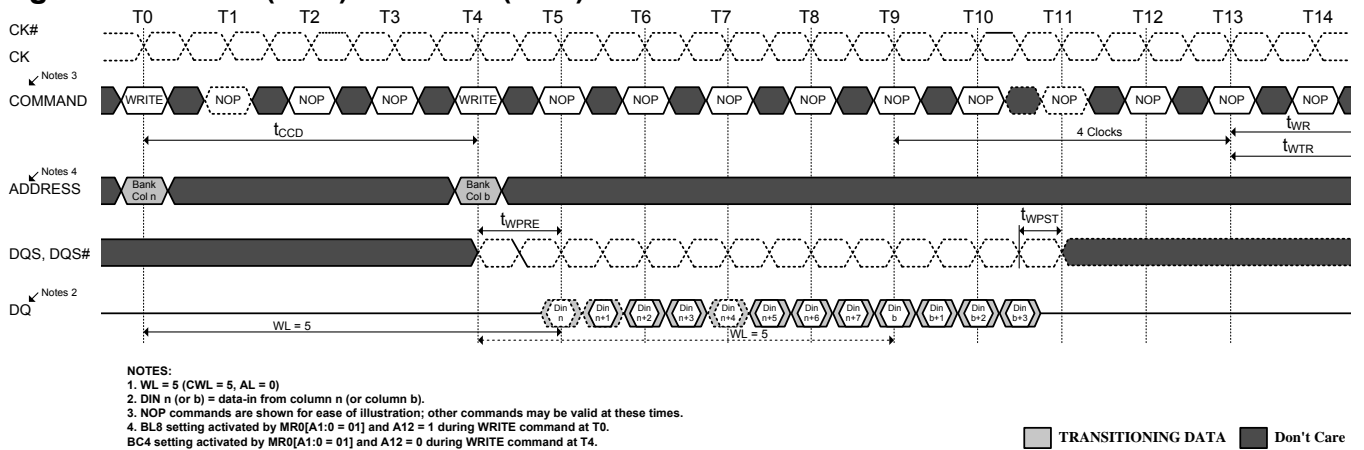 T0 T1 T2 T3 T4 T5 T6 T7 T8 T9 T10 T11 T12 T13 T14
CK#
CK
Notes 3
COMMAND WRITE NOP NOP NOP WRITE NOP NOP NOP NOP NOP NOP NOP NOP NOP NOP
tCCD 4 Clocks tWR
tWTR
Notes 4
ADDRESS Bank Col n Bank Col b
tWPRE tWPST
DQS, DQS#
Notes 2
DQ Din n Din n+1 Din n+2 Din n+3 Din n+4 Din n+5 Din n+6 Din n+7 Din b Din b+1 Din b+2 Din b+3
WL = 5 WL = 5
NOTES:
1. WL = 5 (CWL = 5, AL = 0)
2. DIN n (or b) = data-in from column n (or column b).
3. NOP commands are shown for ease of illustration; other commands may be valid at these times.
4. BL8 setting activated by MR0[A1:0 = 01] and A12 = 1 during WRITE command at T0.
BC4 setting activated by MR0[A1:0 = 01] and A12 = 0 during WRITE command at T4.
TRANSITIONING DATA Don't Care